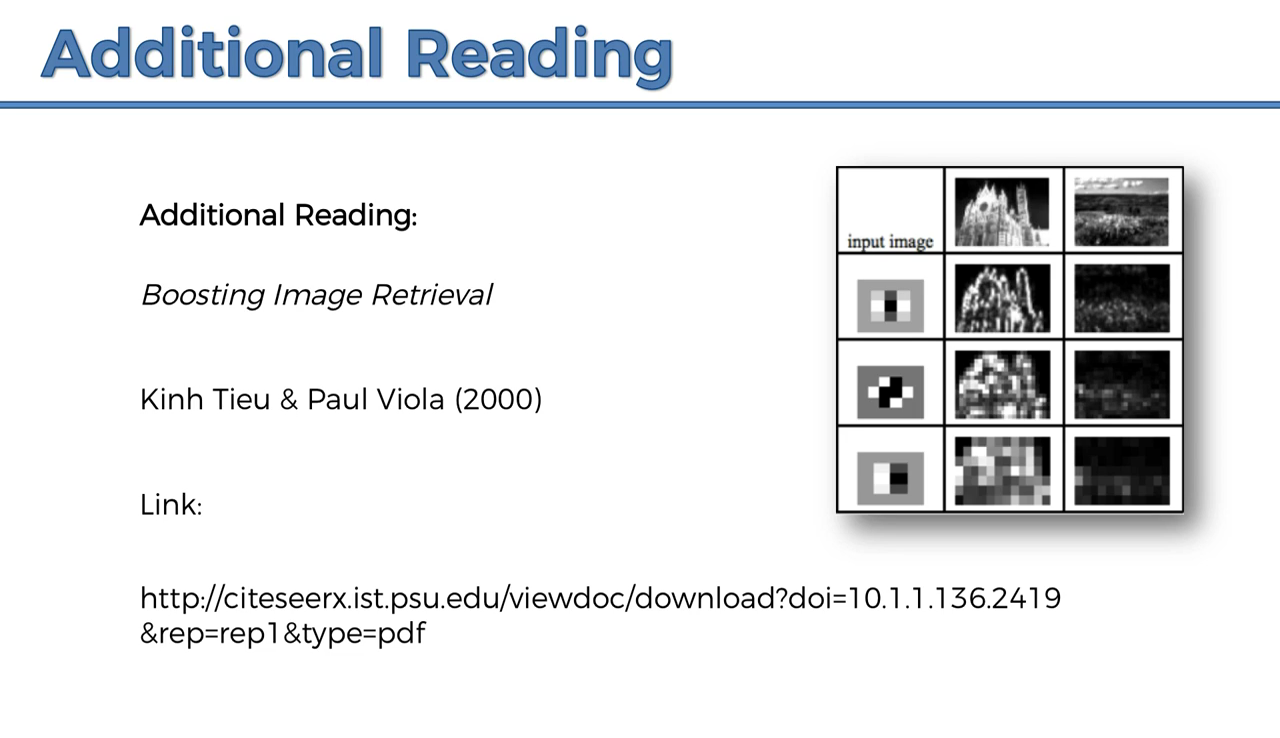 Additional Reading
Additional Reading:
Boosting Image Retrieval
Kinh Tieu & Paul Viola (2000)
Link:
http://citeseerx.ist.psu.edu/viewdoc/download?doi=10.1.1.136.2419
&rep=rep1&type=pdf
input image